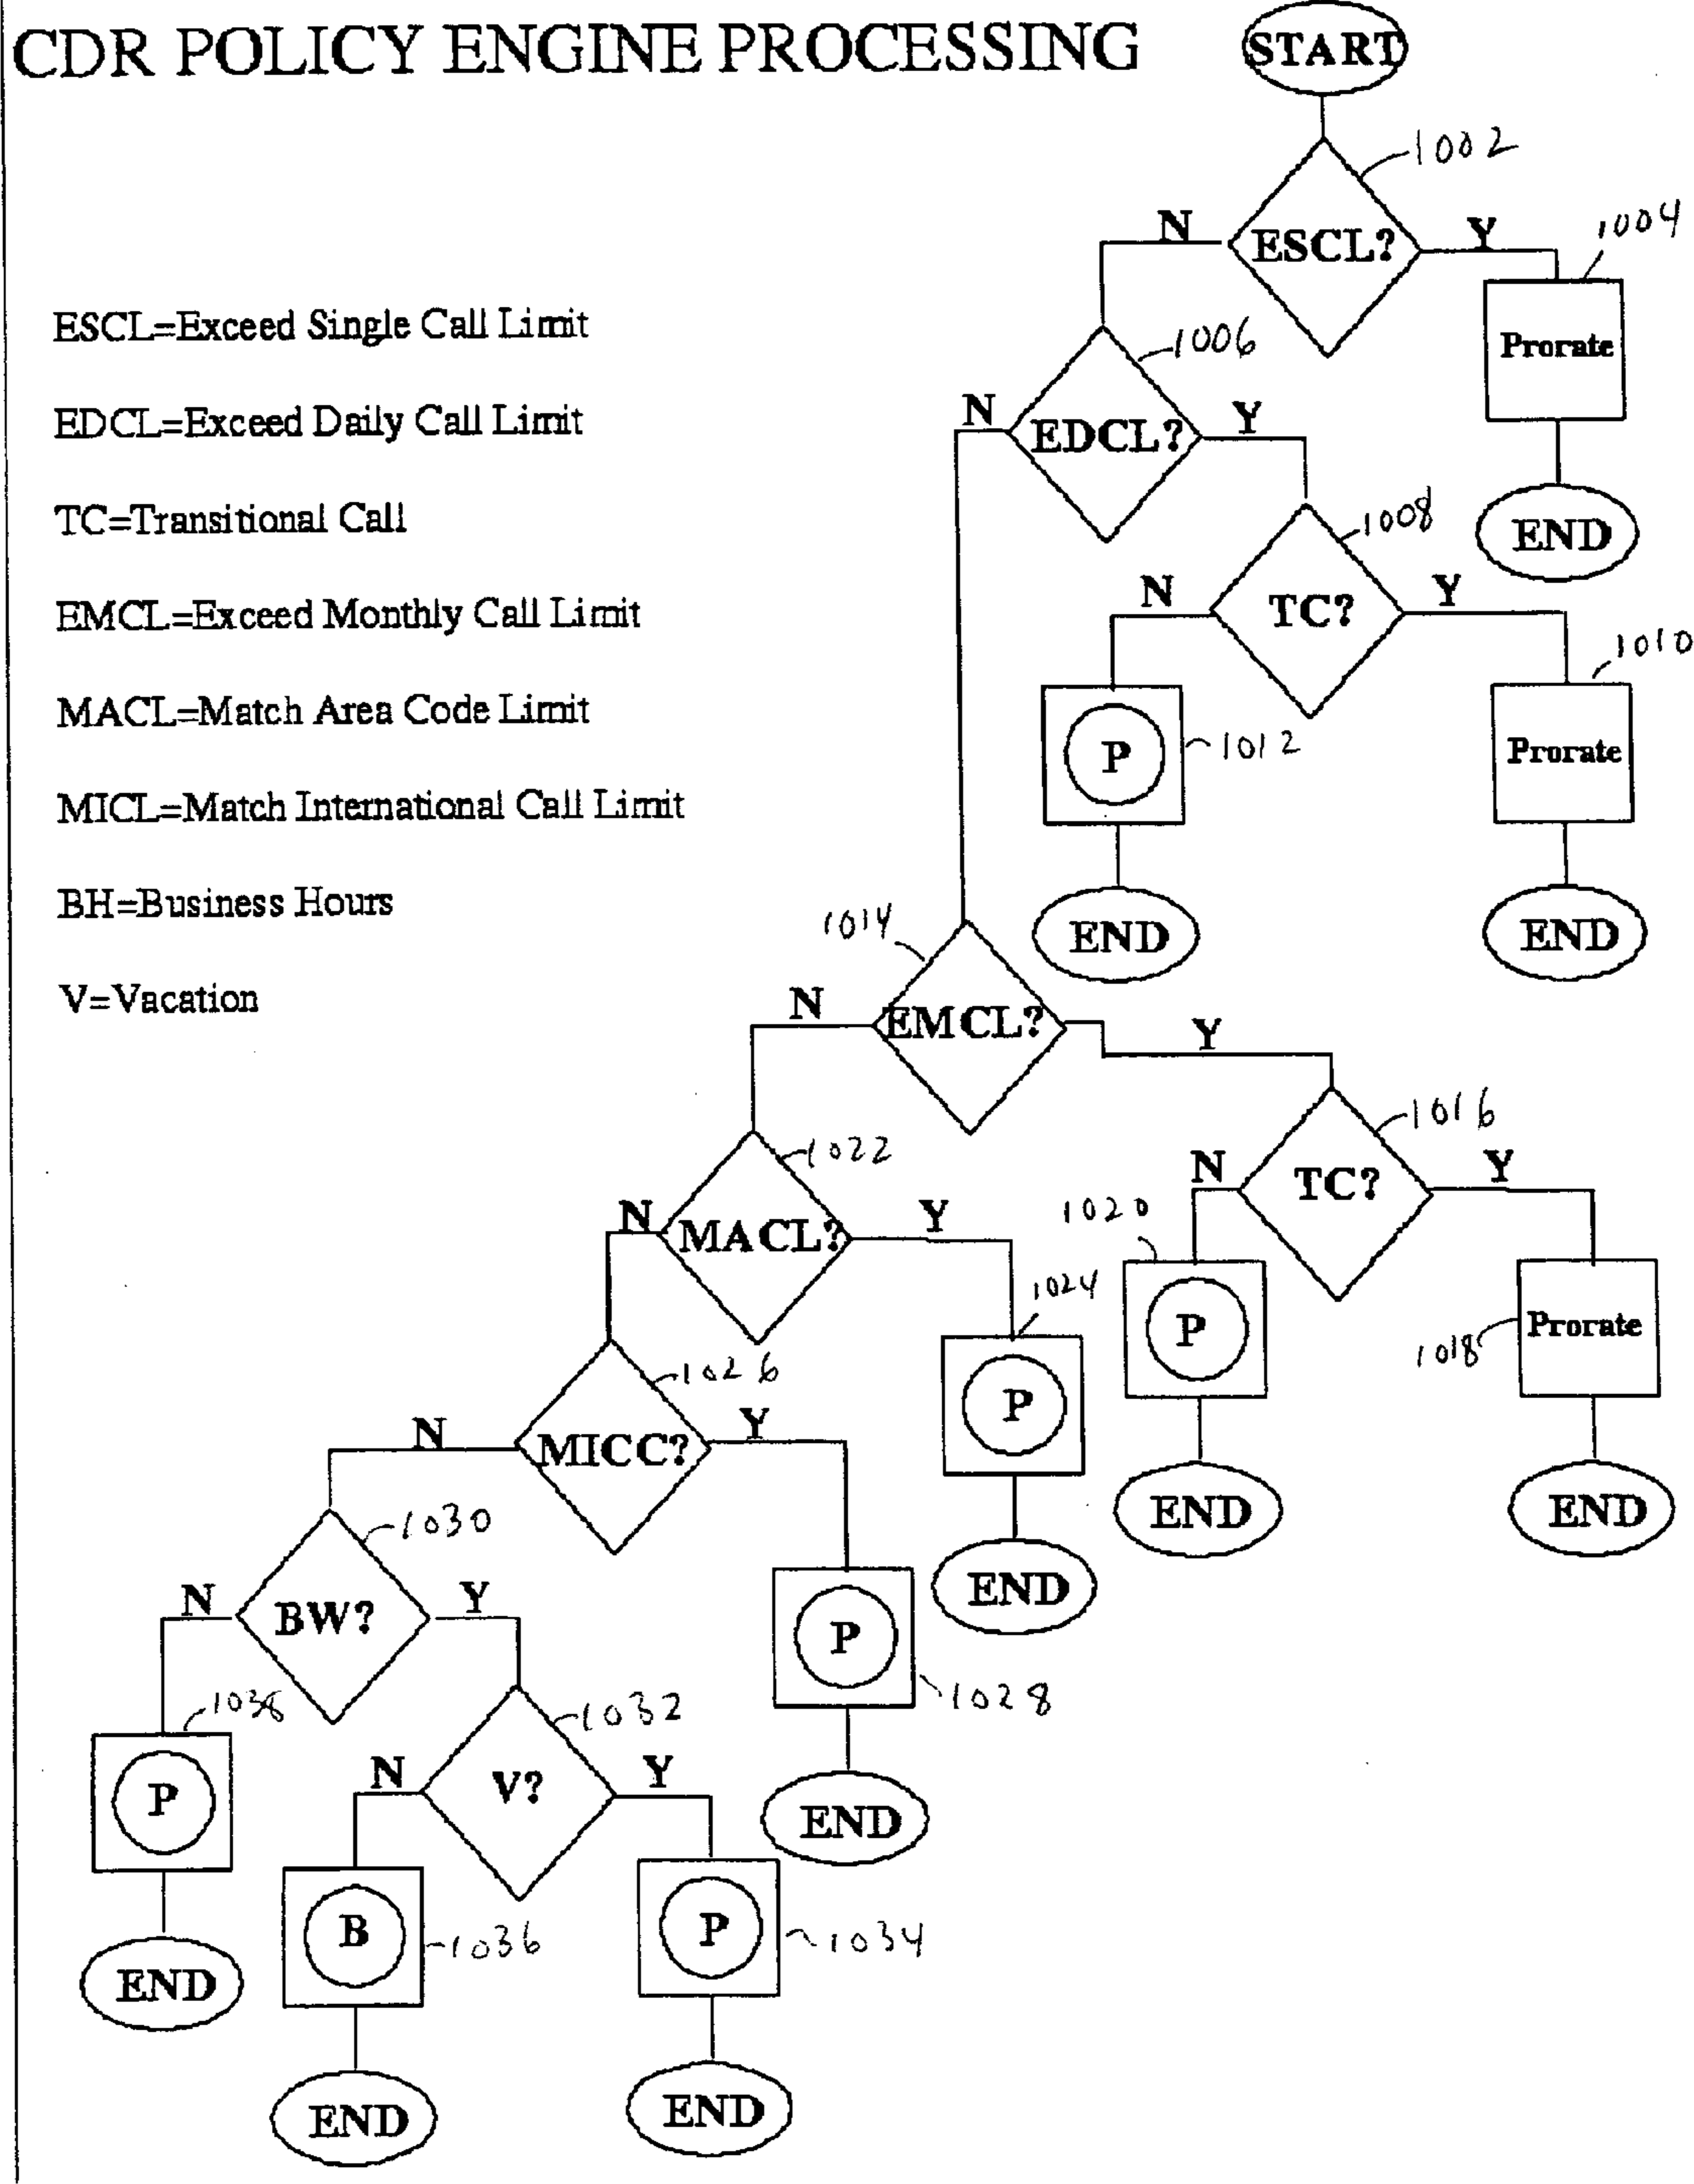 CDR POLICY ENGINE PROCESSING
START
1002
N
ESCL?
Y
1004
Prorate
END
ESCL=Exceed Single Call Limit
EDCL=Exceed Daily Call Limit
TC=Transitional Call
EMCL=Exceed Monthly Call Limit
MACL=Match Area Code Limit
MICL=Match International Call Limit
BH=Business Hours
V=Vacation
1006
N
EDCL?
Y
1008
N
TC?
Y
1010
P
1012
Prorate
END
END
1014
N
EMCL?
Y
1016
N
TC?
Y
1020
P
1018
Prorate
END
END
1022
N
MACL?
Y
1024
P
END
1026
N
MICC?
Y
P
1028
END
1030
N
BW?
Y
1038
P
END
1032
N
V?
Y
B
1036
P
1034
END
END